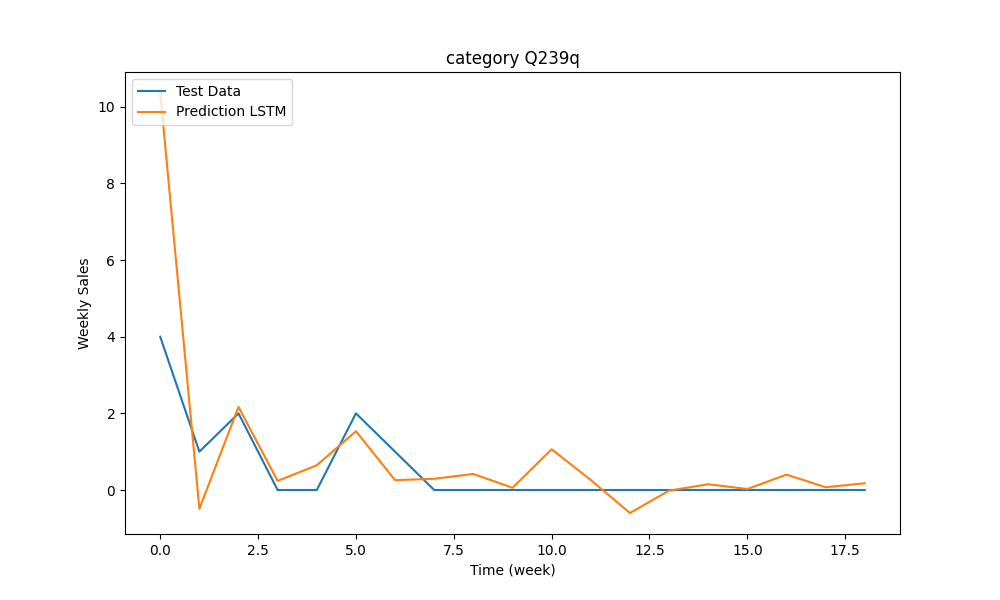 category Q239q
Test Data
Prediction LSTM
10
8
6
4
2
0
Weekly Sales
0.0 2.5 5.0 7.5 10.0 12.5 15.0 17.5
Time (week)